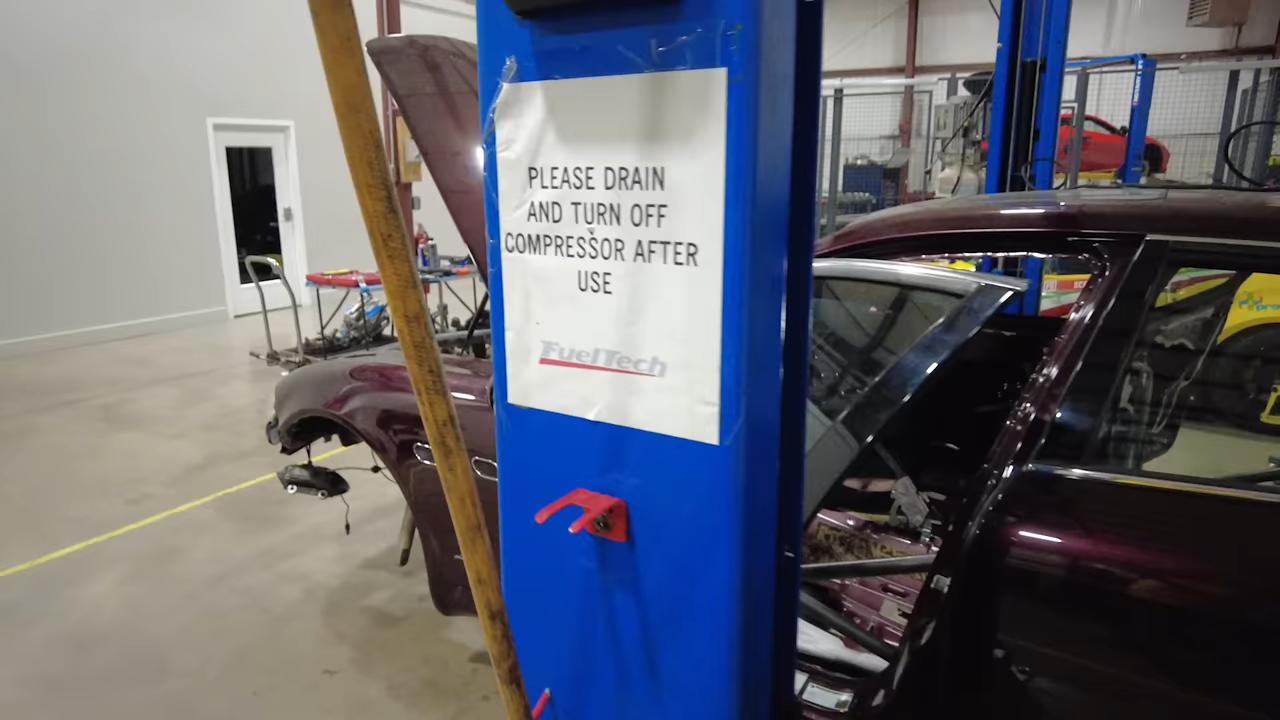 PLEASE DRAIN
AND TURN OFF
COMPRESSOR AFTER
USE
FuelTech